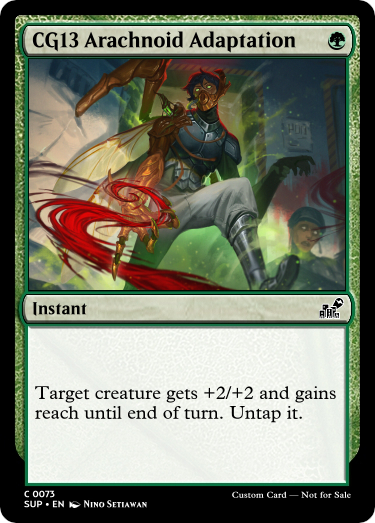 CG13 Arachnoid Adaptation
Instant
Target creature gets +2/+2 and gains
reach until end of turn. Untap it.
C 0073
SUP • EN Nino Setiawan
Custom Card — Not for Sale